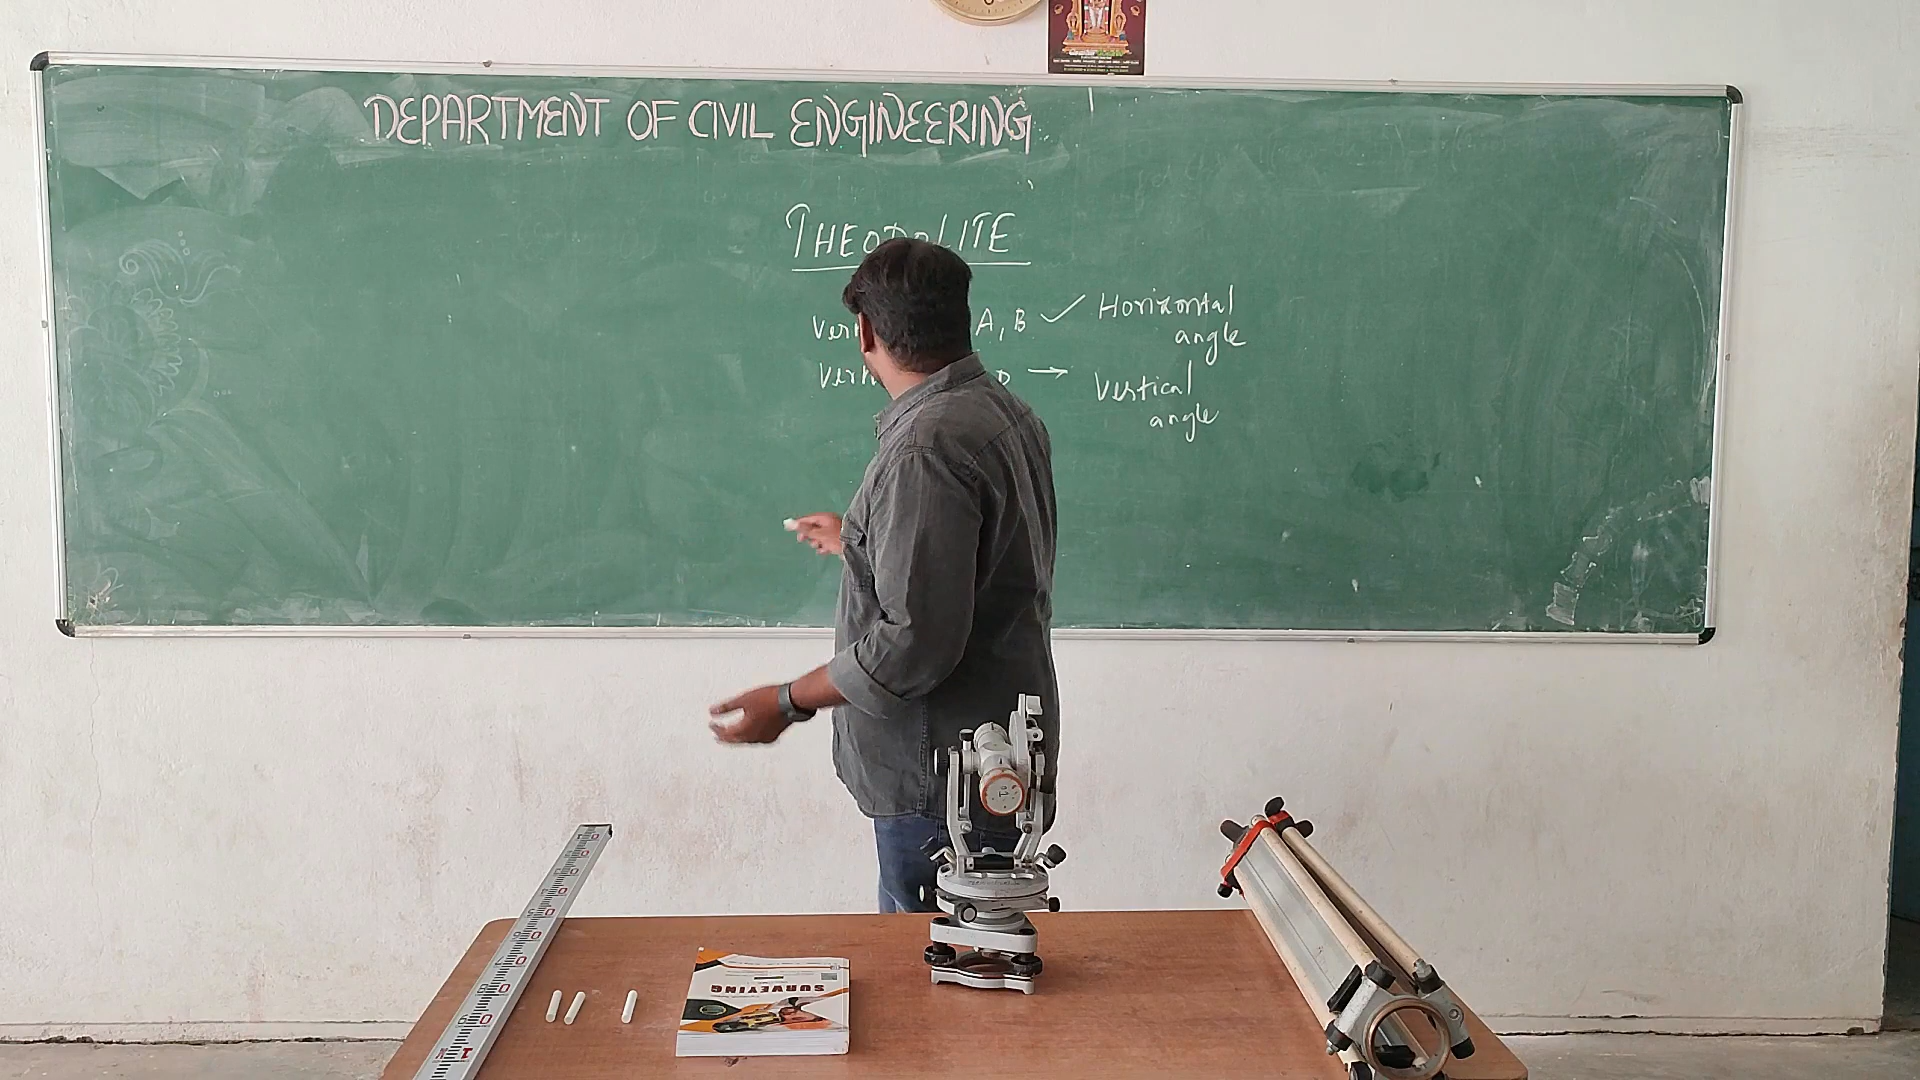 DEPARTMENT OF CIVIL ENGINEERING
THEODOLITE
A, B ✓ Horizontal
angle
D → Vertical
angle
SURVEYING